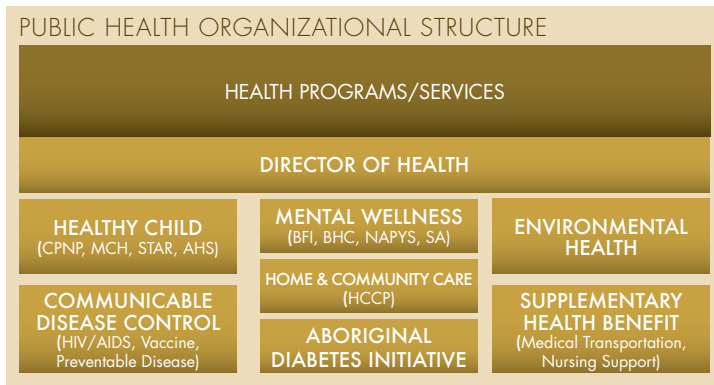 PUBLIC HEALTH ORGANIZATIONAL STRUCTURE
HEALTH PROGRAMS/SERVICES
DIRECTOR OF HEALTH
HEALTHY CHILD
(CPNP, MCH, STAR, AHS)
COMMUNICABLE
DISEASE CONTROL
(HIV/AIDS, Vaccine,
Preventable Disease)
MENTAL WELLNESS
(BFI, BHC, NAPYS, SA)
HOME & COMMUNITY CARE
(HCCP)
ABORIGINAL
DIABETES INITIATIVE
ENVIRONMENTAL
HEALTH
SUPPLEMENTARY
HEALTH BENEFIT
(Medical Transportation,
Nursing Support)